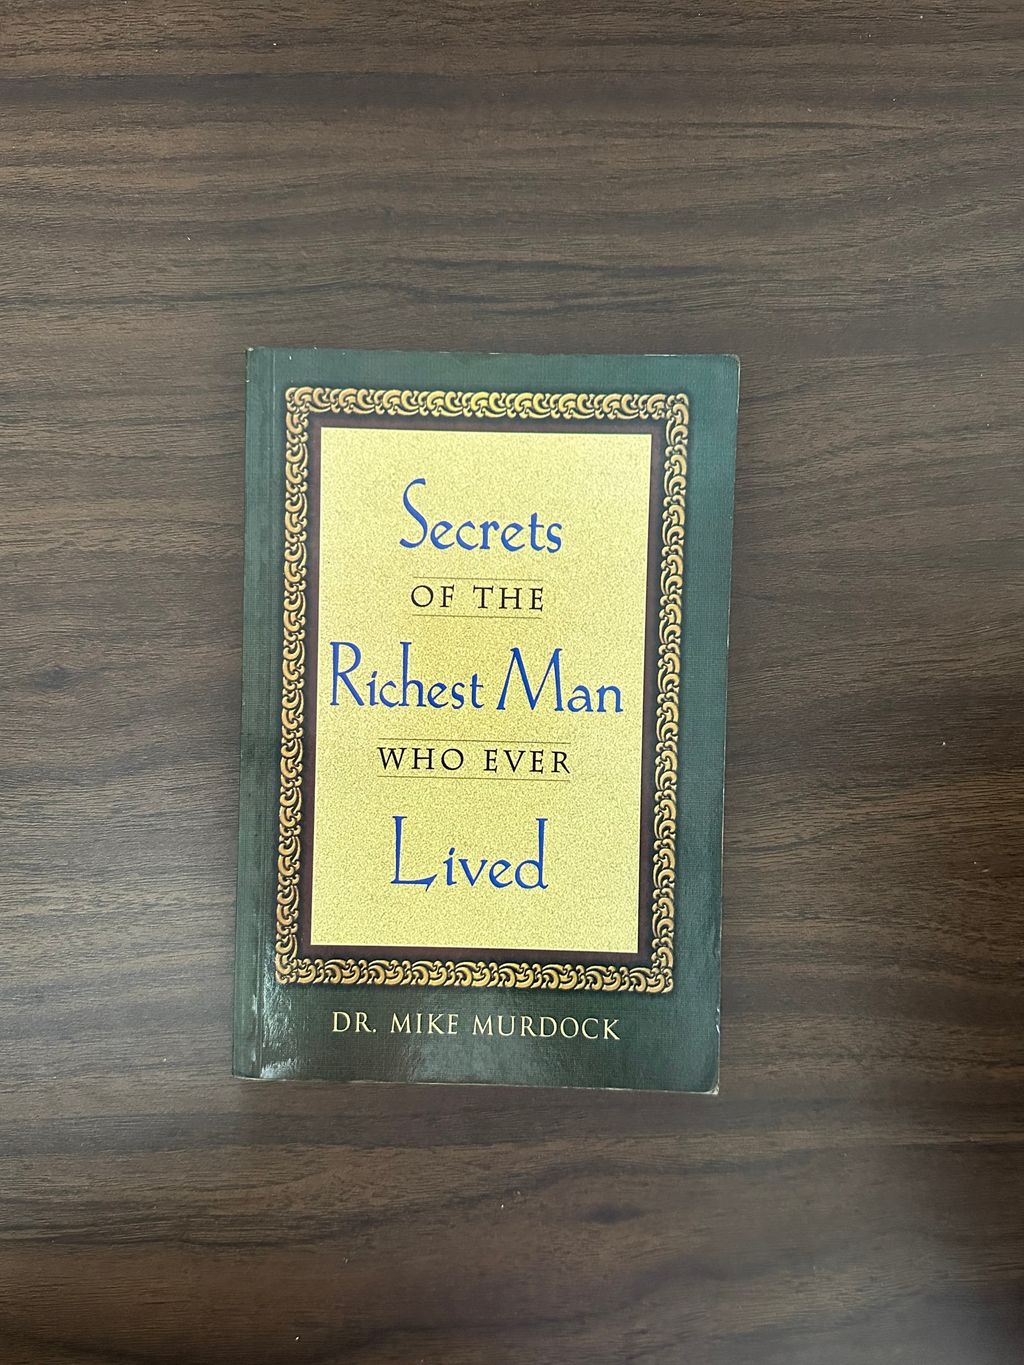 Secrets
OF THE
Richest Man
WHO EVER
Lived
DR. MIKE MURDOCK